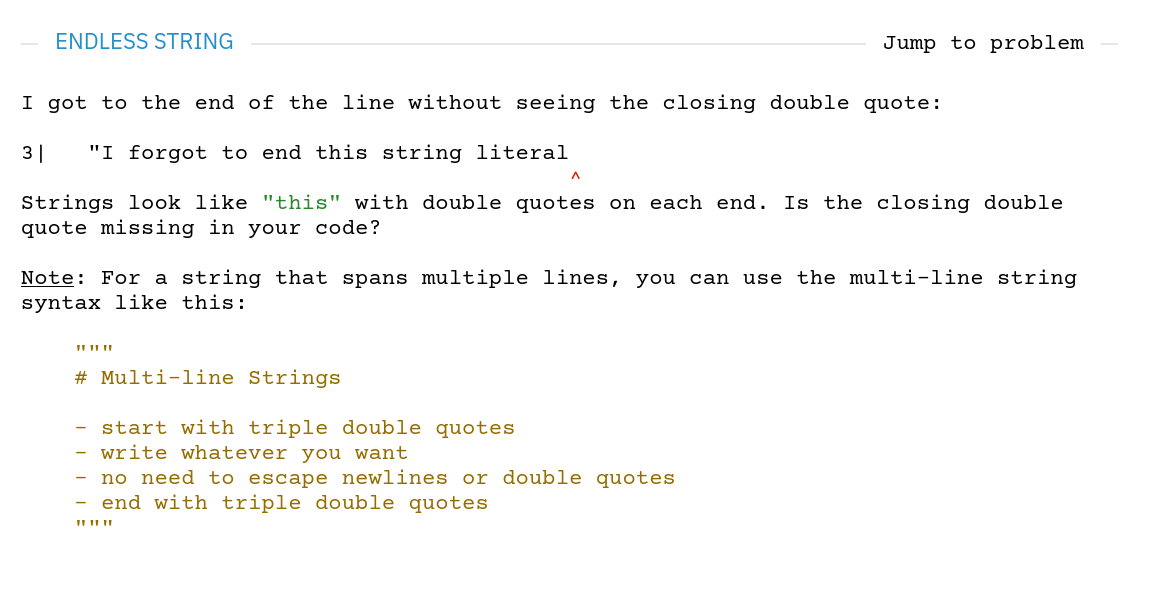 ENDLESS STRING
Jump to problem
I got to the end of the line without seeing the closing double quote:
3|   "I forgot to end this string literal
^
Strings look like "this" with double quotes on each end. Is the closing double
quote missing in your code?
Note: For a string that spans multiple lines, you can use the multi-line string
syntax like this:
"""
# Multi-line Strings
- start with triple double quotes
- write whatever you want
- no need to escape newlines or double quotes
- end with triple double quotes
"""